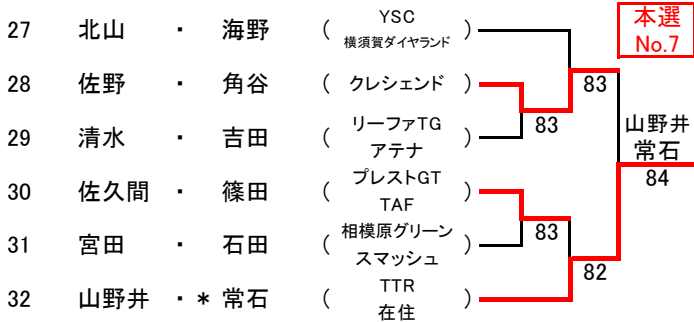 27 北山 ・ 海野 ( YSC 横須賀ダイヤランド )
本選 No.7
28 佐野 ・ 角谷 ( クレシェンド )
83
83
29 清水 ・ 吉田 ( リーファTG アテナ )
山野井 常石
84
30 佐久間 ・ 篠田 ( プレストGT TAF )
83
31 宮田 ・ 石田 ( 相模原グリーン スマッシュ )
82
32 山野井 ・ * 常石 ( TTR 在住 )